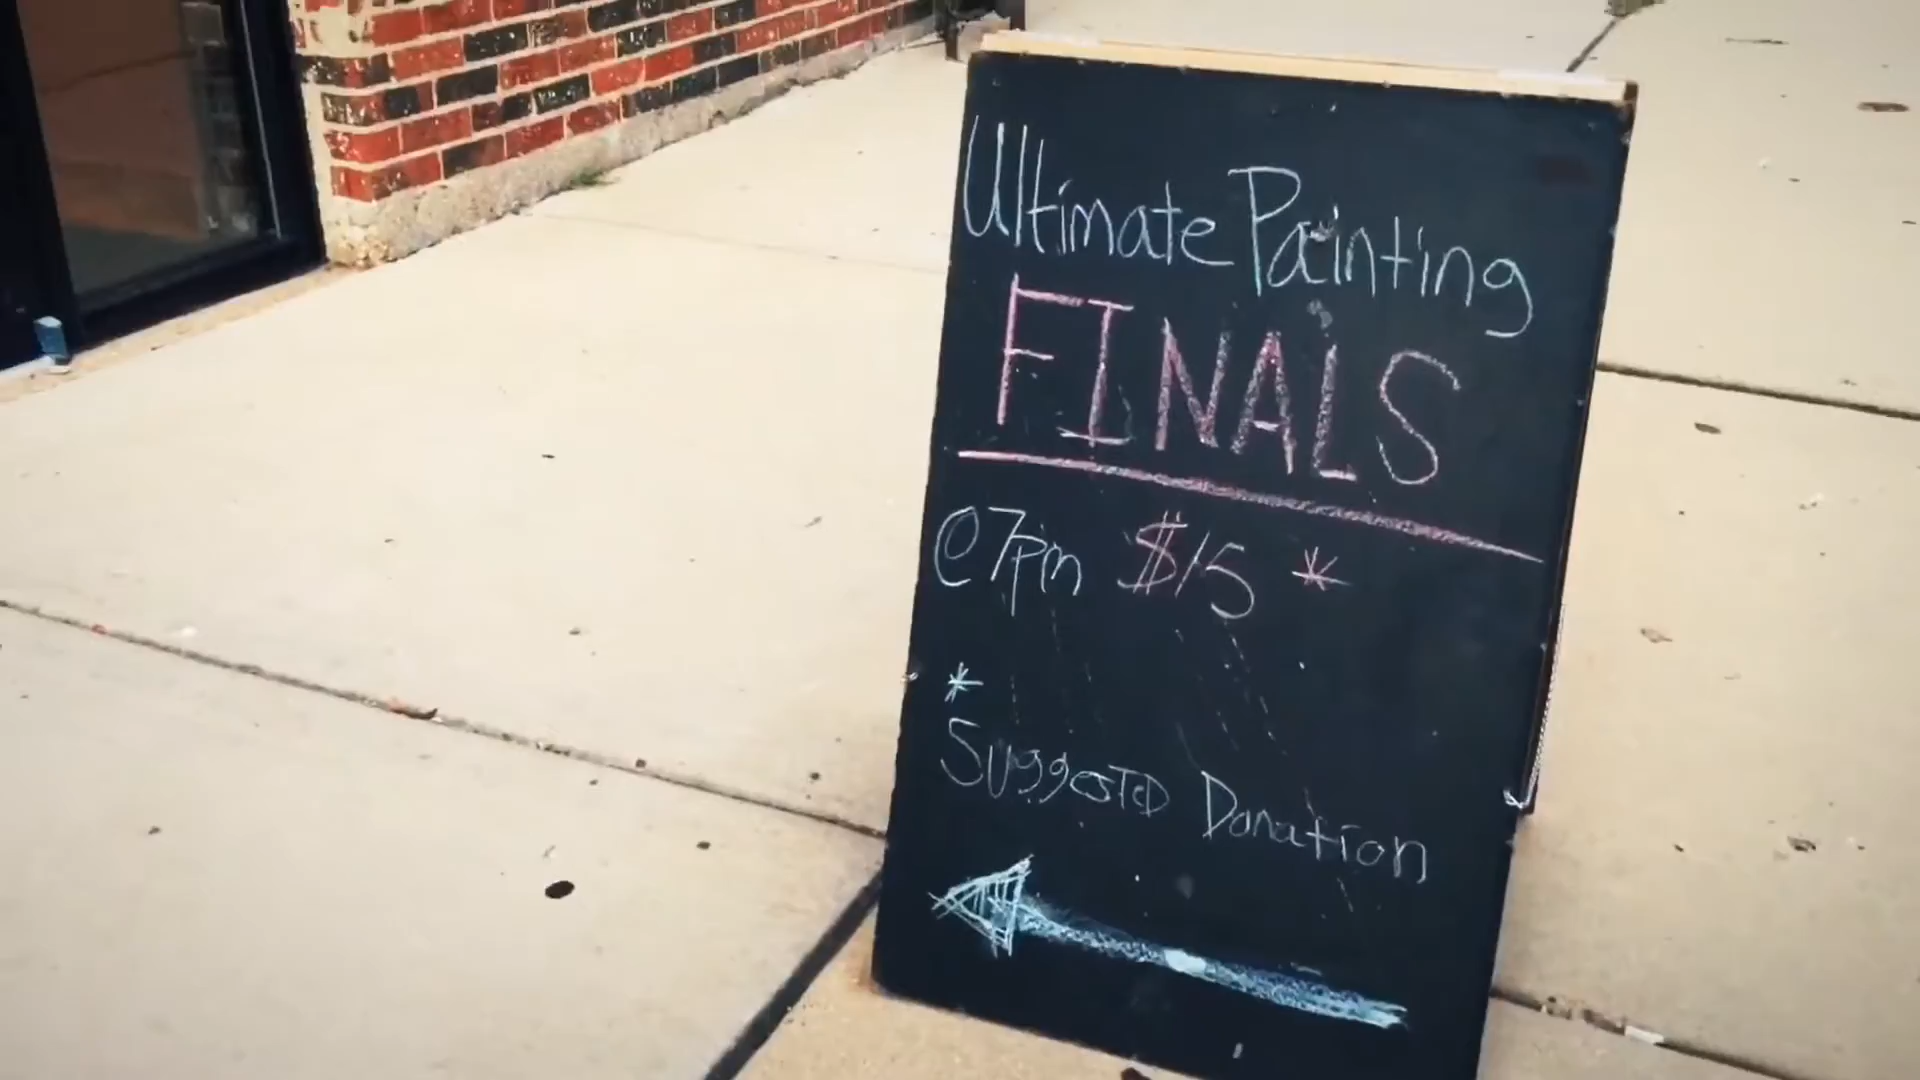 Ultimate Painting
FINALS
@7pm $15 *
*
Suggested Donation